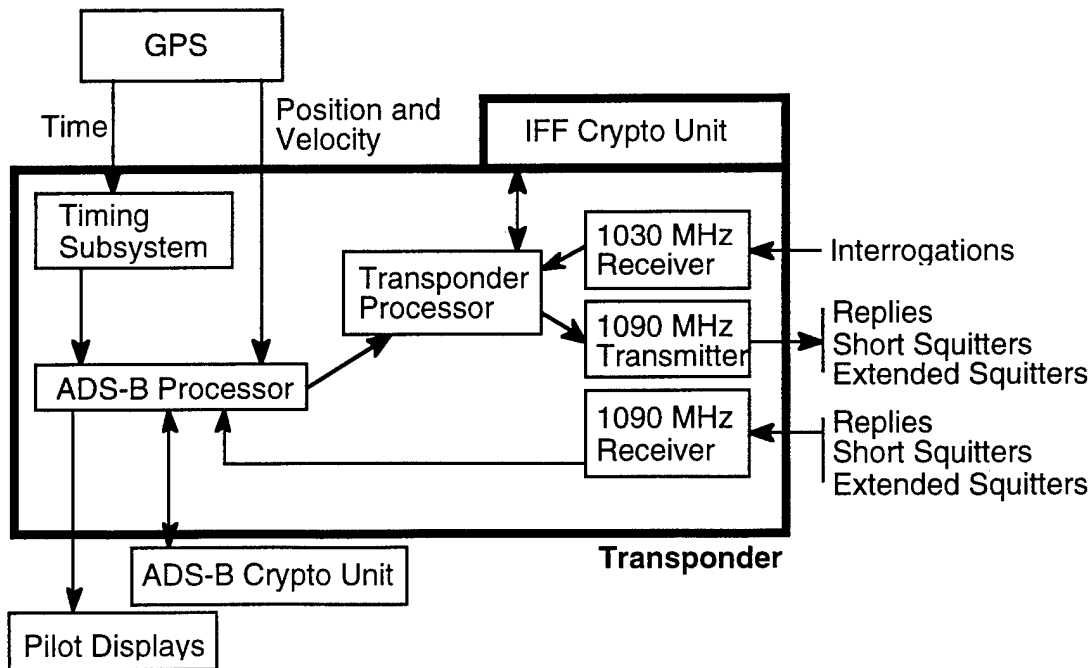 GPS
Time
Position and
Velocity
IFF Crypto Unit
Timing
Subsystem
1030 MHz
Receiver
Interrogations
Transponder
Processor
1090 MHz
Transmitter
Replies
Short Squitters
Extended Squitters
ADS-B Processor
1090 MHz
Receiver
Replies
Short Squitters
Extended Squitters
Transponder
ADS-B Crypto Unit
Pilot Displays